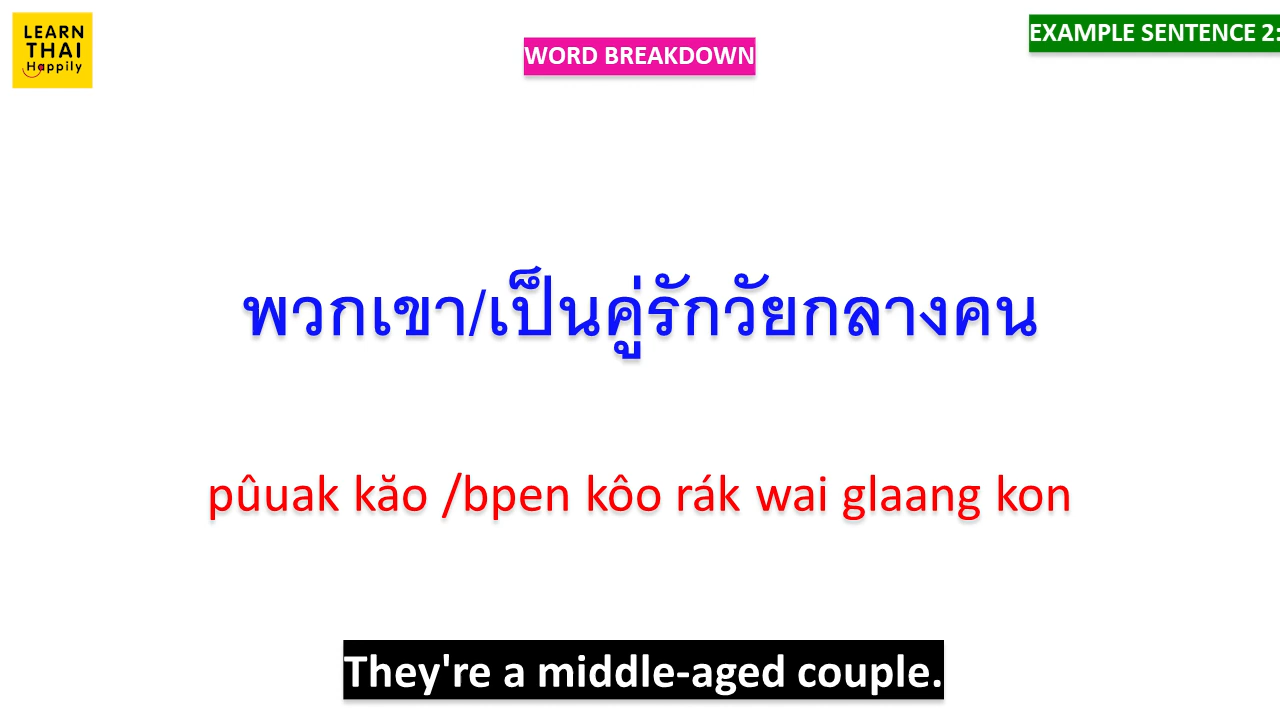 LEARN
THAI
Happily
WORD BREAKDOWN
EXAMPLE SENTENCE 2:
พวกเขา/เป็นคู่รักวัยกลางคน
pûuak kăo /bpen kôo rák wai glaang kon
They're a middle-aged couple.